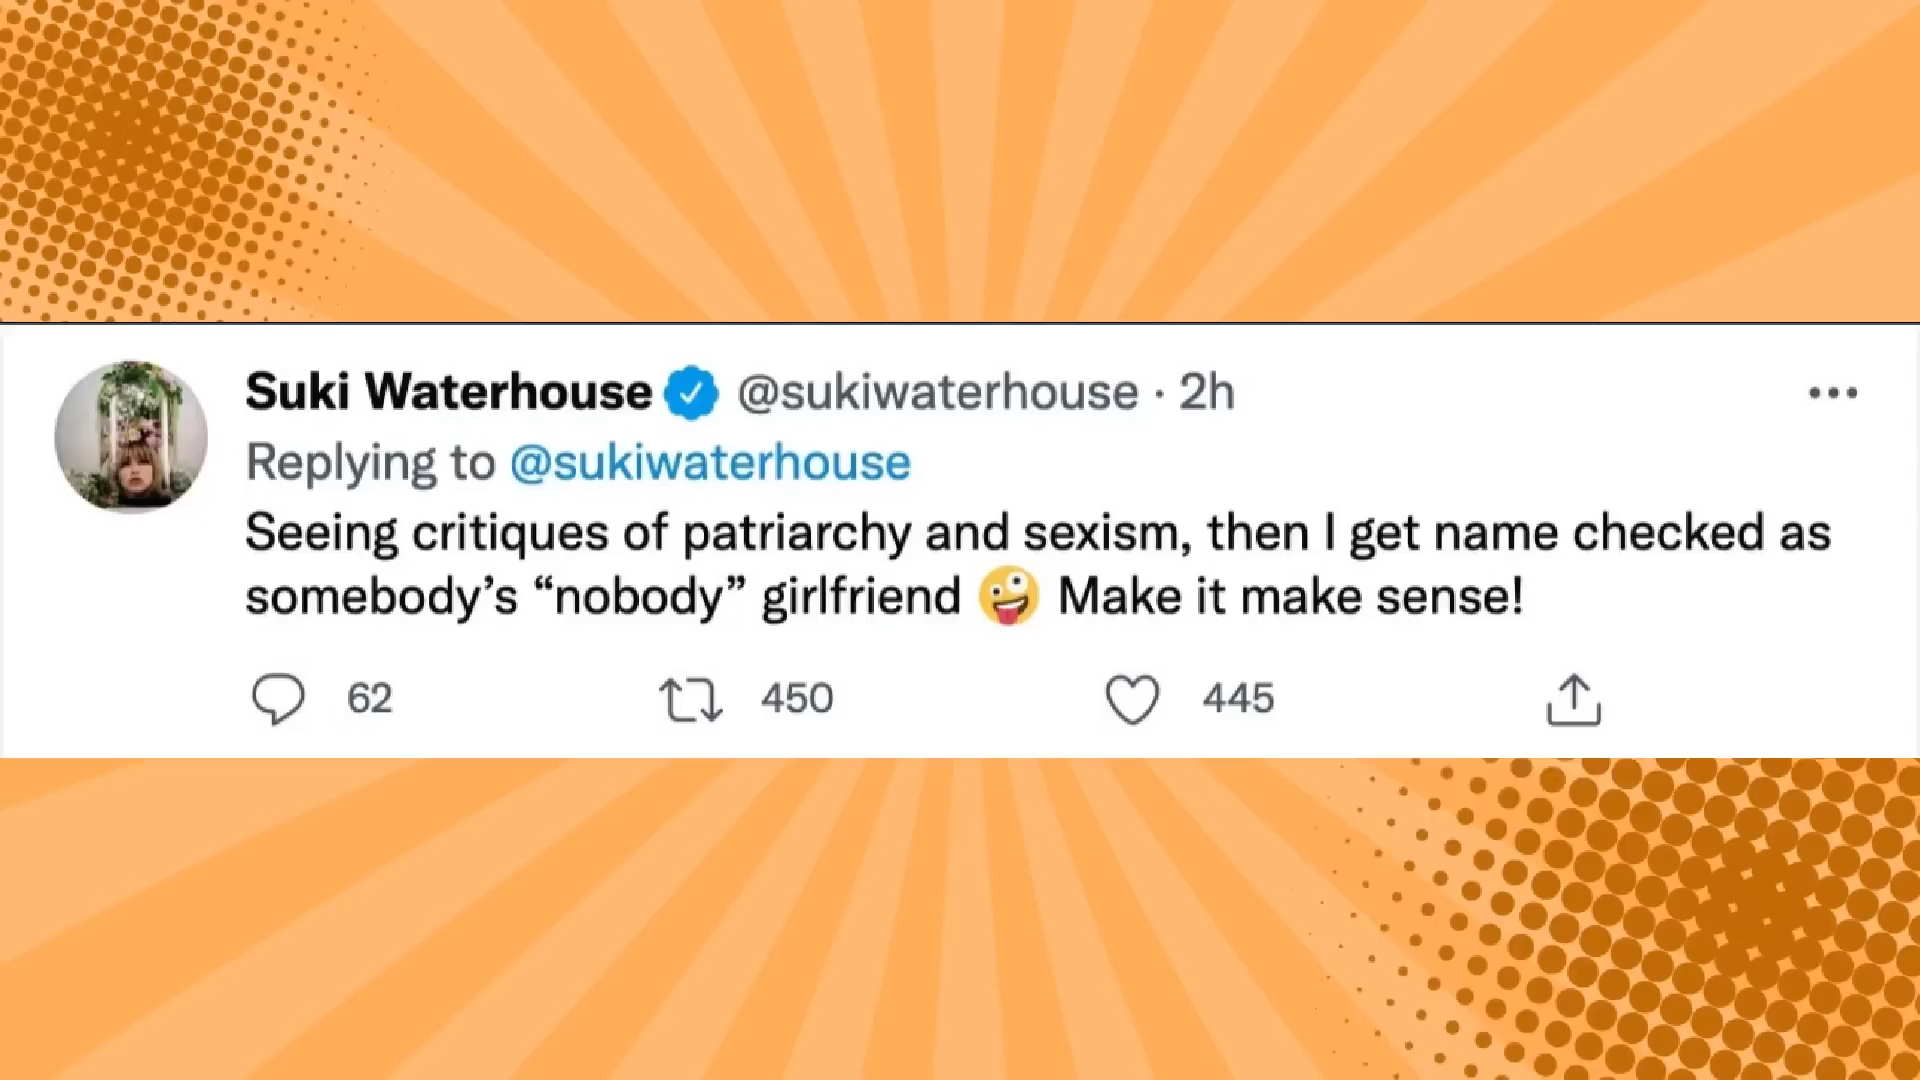 Suki Waterhouse @sukiwaterhouse · 2h
Replying to @sukiwaterhouse
Seeing critiques of patriarchy and sexism, then I get name checked as
somebody’s “nobody” girlfriend 🤪 Make it make sense!
62 450 445